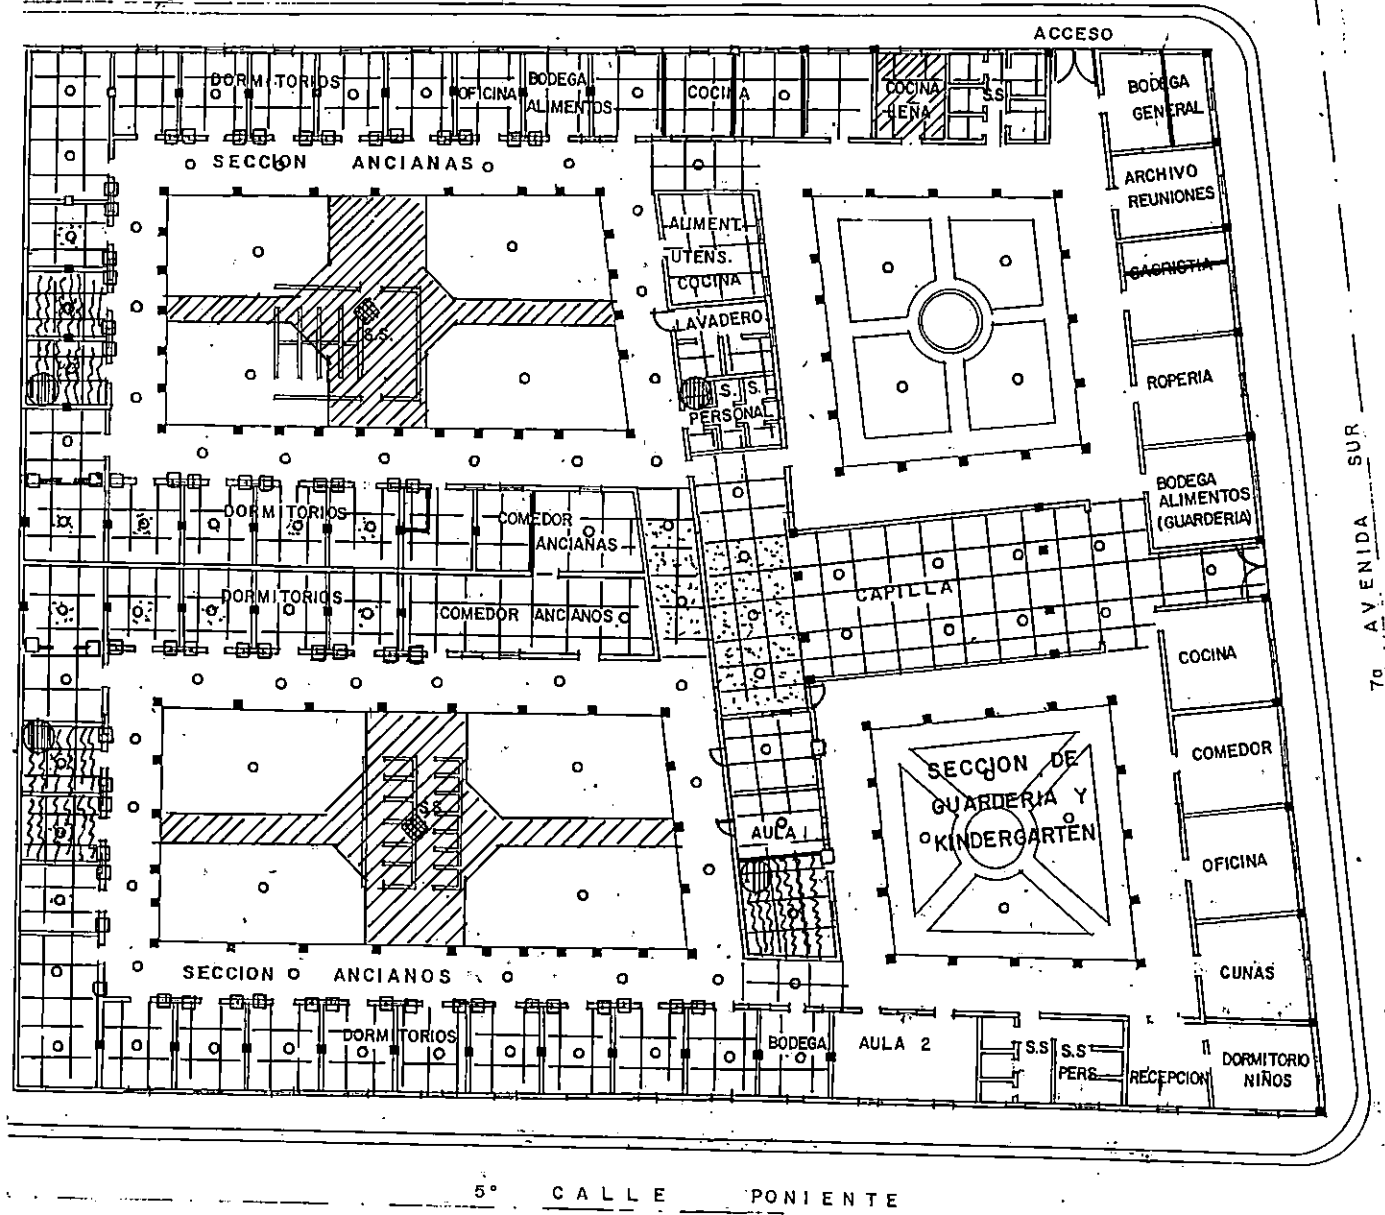 ACCESO
DORMITORIOS
OFICINA
BODEGA
ALIMENTOS
COCINA
COCINA
LEÑA
S.S
BODEGA
GENERAL
SECCION ANCIANAS
ARCHIVO
REUNIONES
ALIMENT.
UTENS.
COCINA
SACRISTIA
LAVADERO
S.S.
ROPERIA
S. S.
PERSONAL
BODEGA
ALIMENTOS
(GUARDERIA)
DORMITORIOS
COMEDOR
ANCIANAS
CAPILLA
DORMITORIOS
COMEDOR ANCIANOS
COCINA
7a AVENIDA SUR
COMEDOR
SECCION DE
GUARDERIA Y
KINDERGARTEN
S.S.
AULA 1
OFICINA
SECCION ANCIANOS
CUNAS
DORMITORIOS
BODEGA
AULA 2
S.S
S.S
PERS.
RECEPCION
DORMITORIO
NIÑOS
5° CALLE PONIENTE